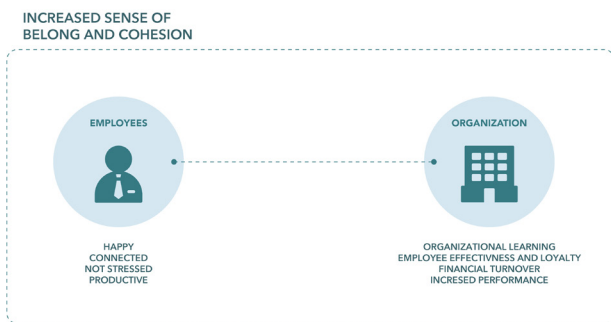 INCREASED SENSE OF
BELONG AND COHESION
EMPLOYEES
HAPPY
CONNECTED
NOT STRESSED
PRODUCTIVE
ORGANIZATION
ORGANIZATIONAL LEARNING
EMPLOYEE EFFECTIVNESS AND LOYALTY
FINANCIAL TURNOVER
INCRESED PERFORMANCE